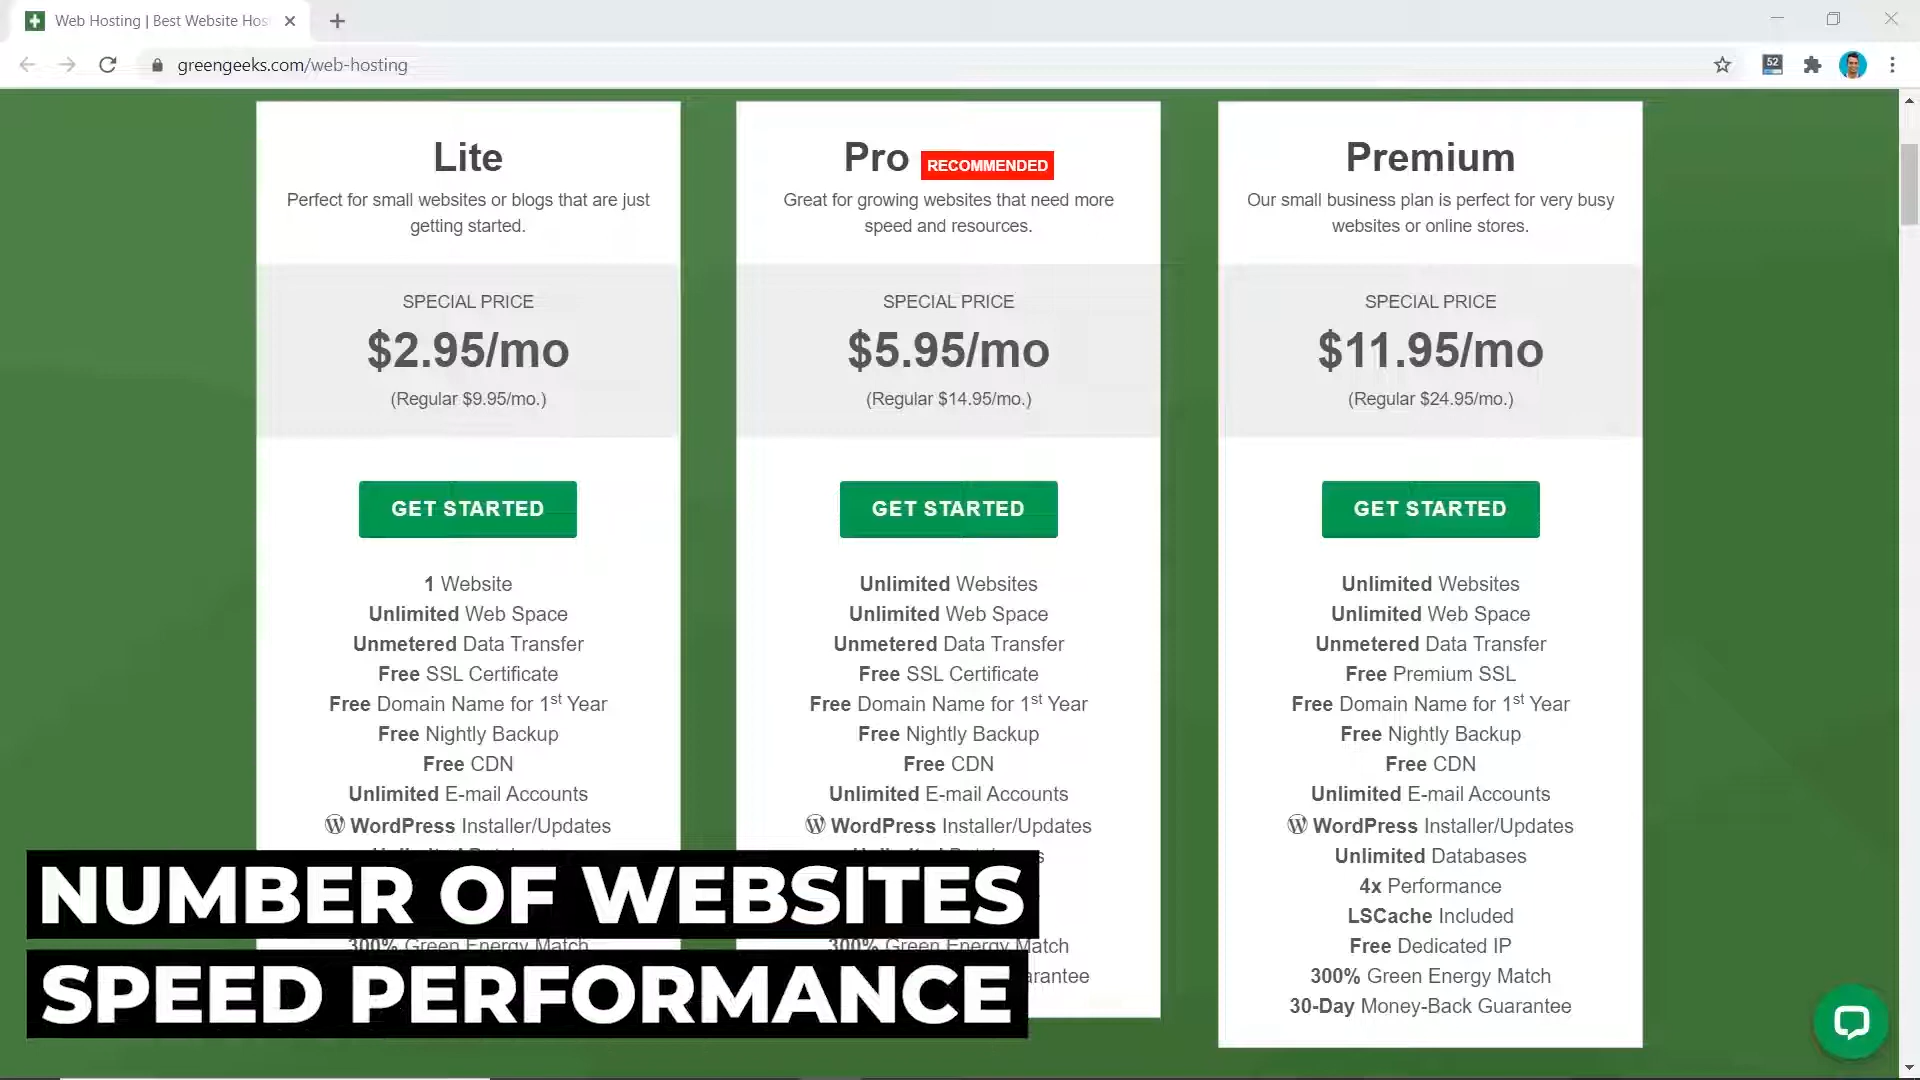 Web Hosting | Best Website Hos
greengeeks.com/web-hosting
52
Lite
Perfect for small websites or blogs that are just
getting started.
SPECIAL PRICE
$2.95/mo
(Regular $9.95/mo.)
GET STARTED
1 Website
Unlimited Web Space
Unmetered Data Transfer
Free SSL Certificate
Free Domain Name for 1st Year
Free Nightly Backup
Free CDN
Unlimited E-mail Accounts
WordPress Installer/Updates
300% Green Energy Match
Pro RECOMMENDED
Great for growing websites that need more
speed and resources.
SPECIAL PRICE
$5.95/mo
(Regular $14.95/mo.)
GET STARTED
Unlimited Websites
Unlimited Web Space
Unmetered Data Transfer
Free SSL Certificate
Free Domain Name for 1st Year
Free Nightly Backup
Free CDN
Unlimited E-mail Accounts
WordPress Installer/Updates
300% Green Energy Match
Premium
Our small business plan is perfect for very busy
websites or online stores.
SPECIAL PRICE
$11.95/mo
(Regular $24.95/mo.)
GET STARTED
Unlimited Websites
Unlimited Web Space
Unmetered Data Transfer
Free Premium SSL
Free Domain Name for 1st Year
Free Nightly Backup
Free CDN
Unlimited E-mail Accounts
WordPress Installer/Updates
Unlimited Databases
4x Performance
LSCache Included
Free Dedicated IP
300% Green Energy Match
30-Day Money-Back Guarantee
NUMBER OF WEBSITES
SPEED PERFORMANCE